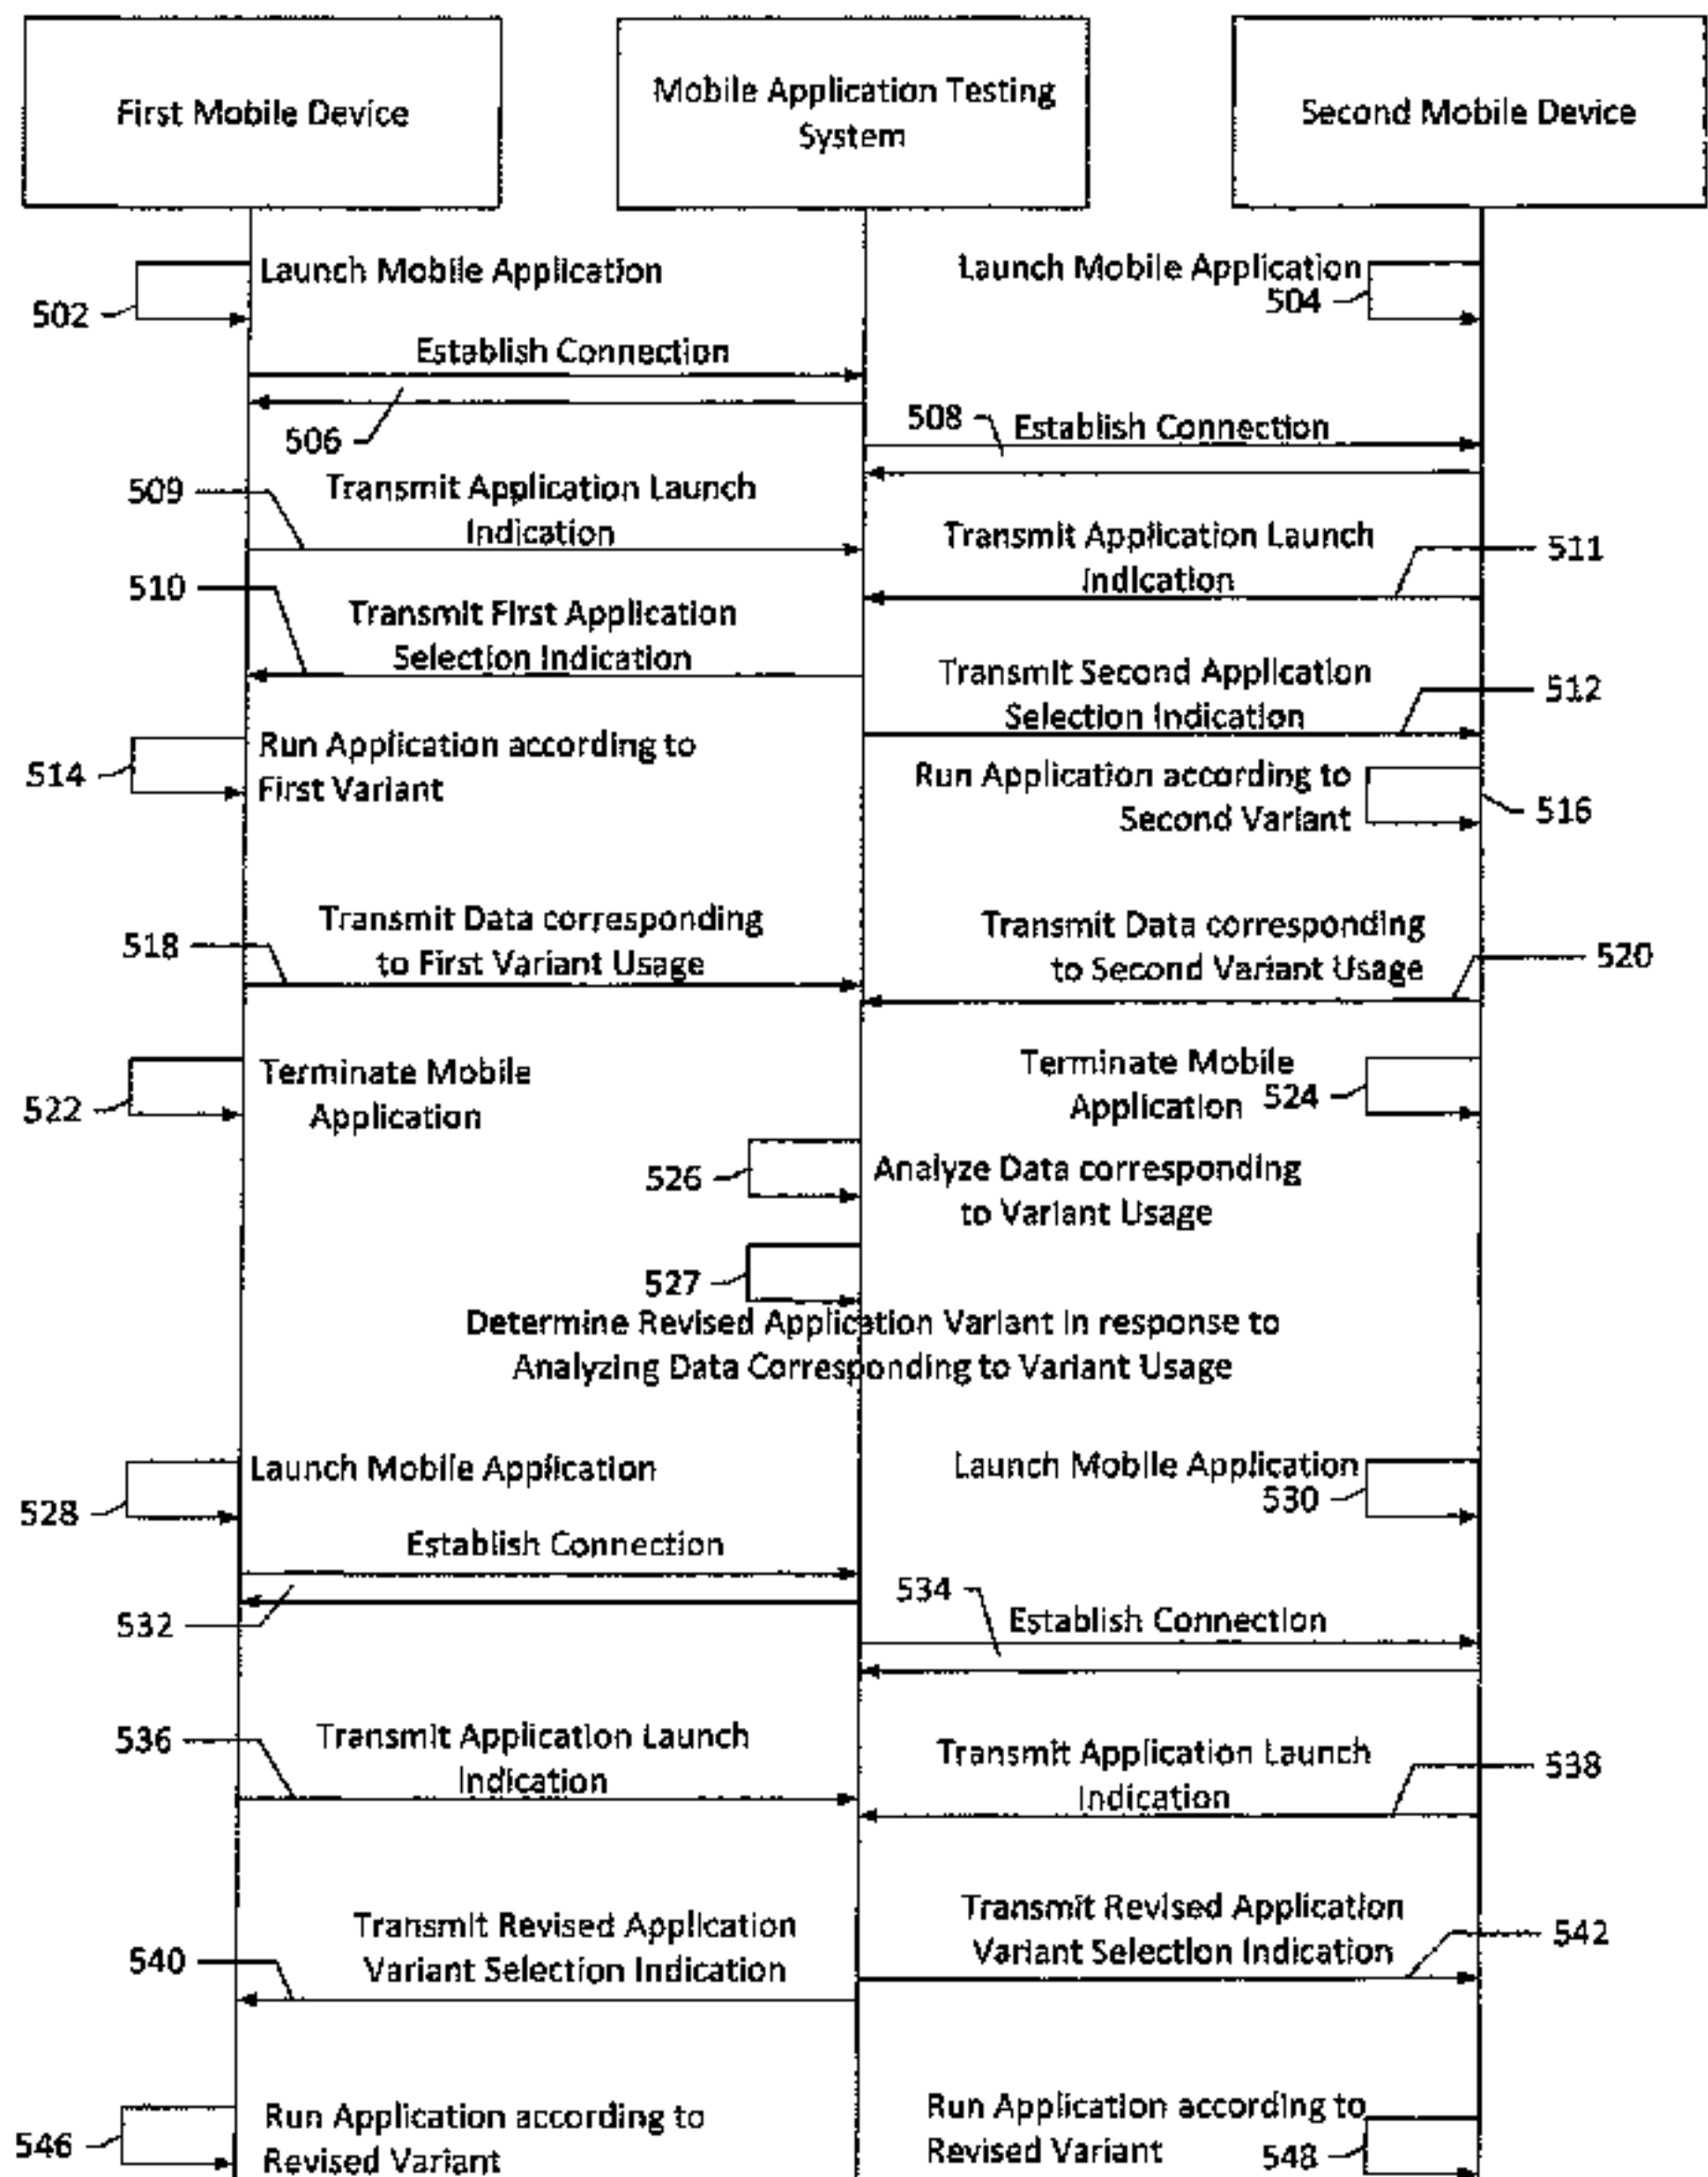 First Mobile Device
Mobile Application Testing
System
Second Mobile Device
Launch Mobile Application
502
Launch Mobile Application
504
Establish Connection
506
508
Establish Connection
509
Transmit Application Launch
Indication
Transmit Application Launch
Indication
511
510
Transmit First Application
Selection Indication
Transmit Second Application
Selection Indication
512
514
Run Application according to
First Variant
Run Application according to
Second Variant
516
518
Transmit Data corresponding
to First Variant Usage
Transmit Data corresponding
to Second Variant Usage
520
522
Terminate Mobile
Application
Terminate Mobile
Application
524
526
Analyze Data corresponding
to Variant Usage
527
Determine Revised Application Variant in response to
Analyzing Data Corresponding to Variant Usage
Launch Mobile Application
528
Launch Mobile Application
530
Establish Connection
532
534
Establish Connection
536
Transmit Application Launch
Indication
Transmit Application Launch
Indication
538
540
Transmit Revised Application
Variant Selection Indication
Transmit Revised Application
Variant Selection Indication
542
546
Run Application according to
Revised Variant
Run Application according to
Revised Variant
548